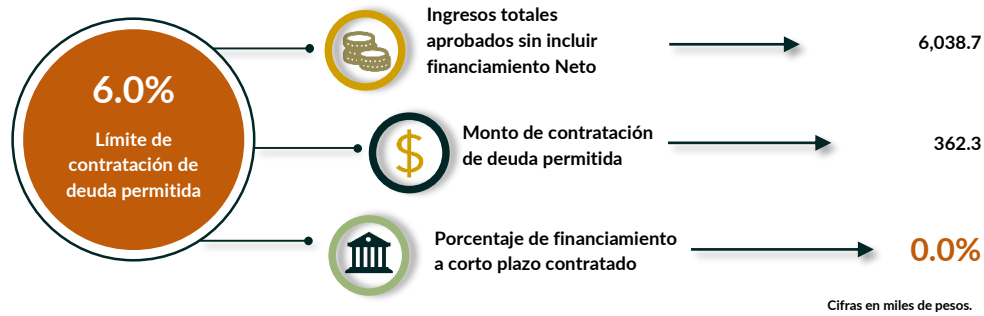 6.0%
Límite de
contratación de
deuda permitida
Ingresos totales
aprobados sin incluir
financiamiento Neto
6,038.7
Monto de contratación
de deuda permitida
362.3
Porcentaje de financiamiento
a corto plazo contratado
0.0%
Cifras en miles de pesos.